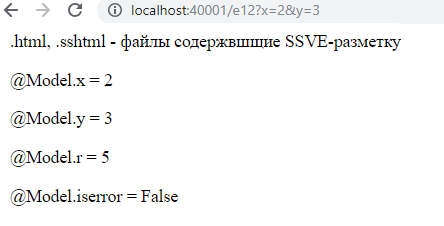 localhost:40001/e12?x=2&y=3
.html, .sshtml - файлы содержвщие SSVE-разметку
@Model.x = 2
@Model.y = 3
@Model.r = 5
@Model.iserror = False